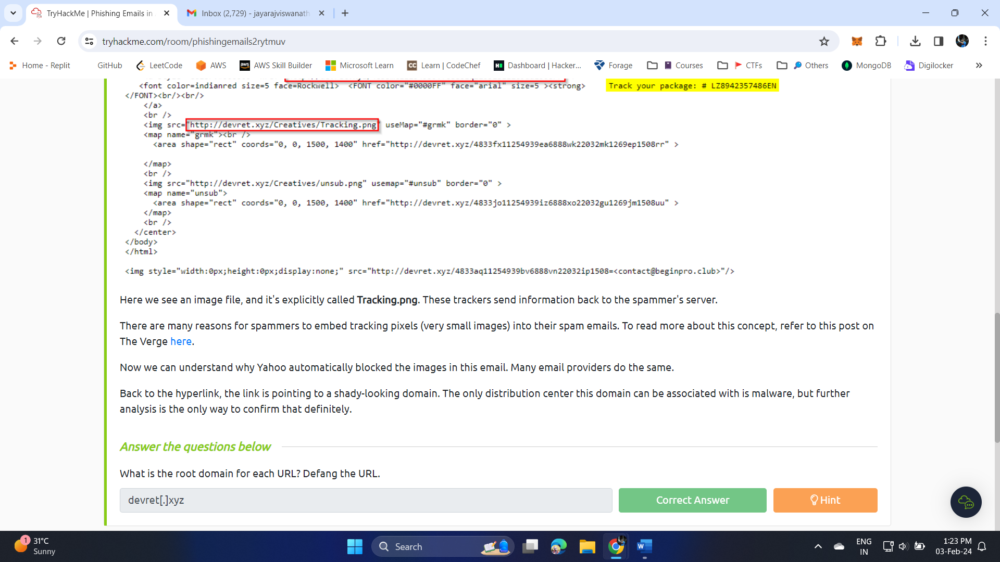 TryHackMe | Phishing Emails in
Inbox (2,729) - jayarajviswanath
tryhackme.com/room/phishingemails2rytmuv
Home - Replit
GitHub
LeetCode
AWS
AWS Skill Builder
Microsoft Learn
Learn | CodeChef
Dashboard | Hacker...
Forage
Courses
CTFs
Others
MongoDB
Digilocker
<font color=indianred size=5 face=Rockwell> <FONT color="#0000FF" face="arial" size=5 ><strong> Track your package: # LZ8942357486EN
</FONT><br/><br/>
</a>
<br />
<img src="http://devret.xyz/Creatives/Tracking.png" useMap="#grmk" border="0" >
<map name="grmk"><br />
<area shape="rect" coords="0, 0, 1500, 1400" href="http://devret.xyz/4833fx11254939ea6888wk22032mk1269ep1508rr" >
</map>
<br />
<img src="http://devret.xyz/Creatives/unsub.png" usemap="#unsub" border="0" >
<map name="unsub">
<area shape="rect" coords="0, 0, 1500, 1400" href="http://devret.xyz/4833jo11254939iz6888xo22032gu1269jm1508uu" >
</map>
<br />
</center>
</body>
</html>
<img style="width:0px;height:0px;display:none;" src="http://devret.xyz/4833aq11254939bv6888vn22032ip1508=<contact@beginpro.club>"/>
Here we see an image file, and it's explicitly called Tracking.png. These trackers send information back to the spammer's server.
There are many reasons for spammers to embed tracking pixels (very small images) into their spam emails. To read more about this concept, refer to this post on
The Verge here.
Now we can understand why Yahoo automatically blocked the images in this email. Many email providers do the same.
Back to the hyperlink, the link is pointing to a shady-looking domain. The only distribution center this domain can be associated with is malware, but further
analysis is the only way to confirm that definitely.
Answer the questions below
What is the root domain for each URL? Defang the URL.
devret[.]xyz
Correct Answer
Hint
1
31°C
Sunny
Search
ENG
IN
1:23 PM
03-Feb-24